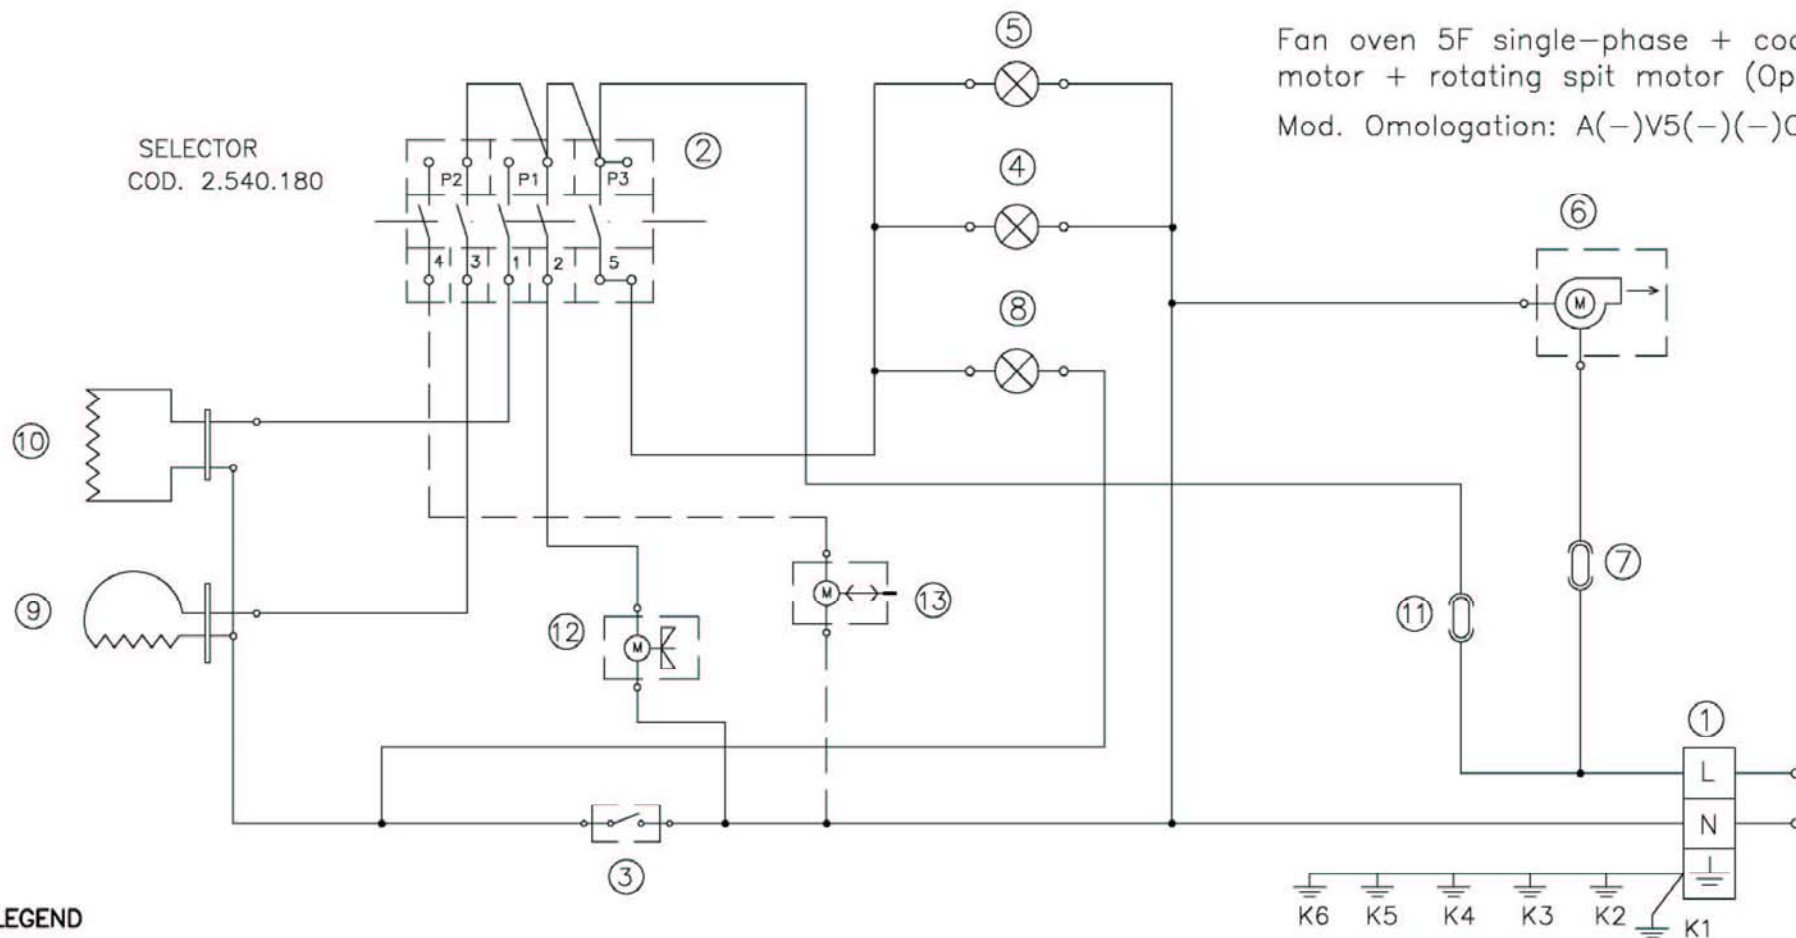 Fan oven 5F single-phase +
motor + rotating spit motor
Mod. Omologation:
SELECTOR
COD. 2.540.180
5
2
P2 P1 P3
4
6
4 3 1 2 5
8
10
7
13
11
9
12
1
L
N
3
LEGEND
K6 K5 K4 K3 K2 K1
M
M
M